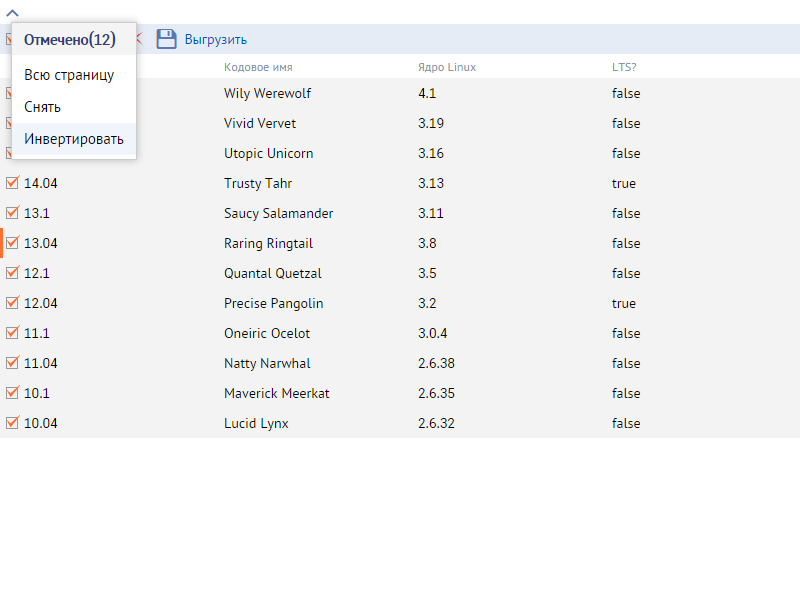 Отмечено(12) Выгрузить
Всю страницу
Снять
Инвертировать
Кодовое имя Ядро Linux LTS?
Wily Werewolf 4.1 false
Vivid Vervet 3.19 false
Utopic Unicorn 3.16 false
14.04 Trusty Tahr 3.13 true
13.1 Saucy Salamander 3.11 false
13.04 Raring Ringtail 3.8 false
12.1 Quantal Quetzal 3.5 false
12.04 Precise Pangolin 3.2 true
11.1 Oneiric Ocelot 3.0.4 false
11.04 Natty Narwhal 2.6.38 false
10.1 Maverick Meerkat 2.6.35 false
10.04 Lucid Lynx 2.6.32 false